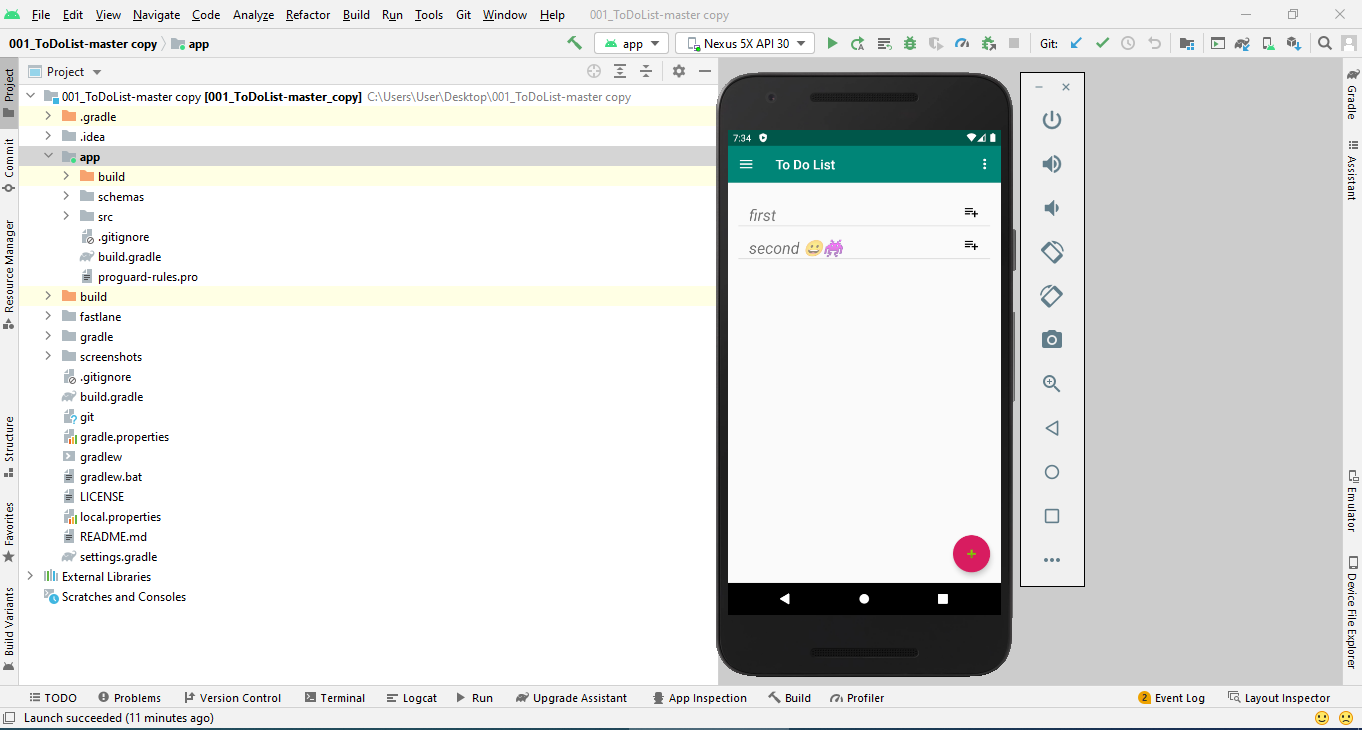 File Edit View Navigate Code Analyze Refactor Build Run Tools Git Window Help 001_ToDoList-master copy
001_ToDoList-master copy app app Nexus 5X API 30 Git:
Project
001_ToDoList-master copy [001_ToDoList-master_copy] C:\Users\User\Desktop\001_ToDoList-master copy
.gradle
.idea
app
build
schemas
src
.gitignore
build.gradle
proguard-rules.pro
build
fastlane
gradle
screenshots
.gitignore
build.gradle
git
gradle.properties
gradlew
gradlew.bat
LICENSE
local.properties
README.md
settings.gradle
External Libraries
Scratches and Consoles
Project
Commit
Resource Manager
Structure
Favorites
Build Variants
7:34
To Do List
first
second 😀👾
Gradle
Assistant
Emulator
Device File Explorer
TODO Problems Version Control Terminal Logcat Run Upgrade Assistant App Inspection Build Profiler 2 Event Log Layout Inspector
Launch succeeded (11 minutes ago)